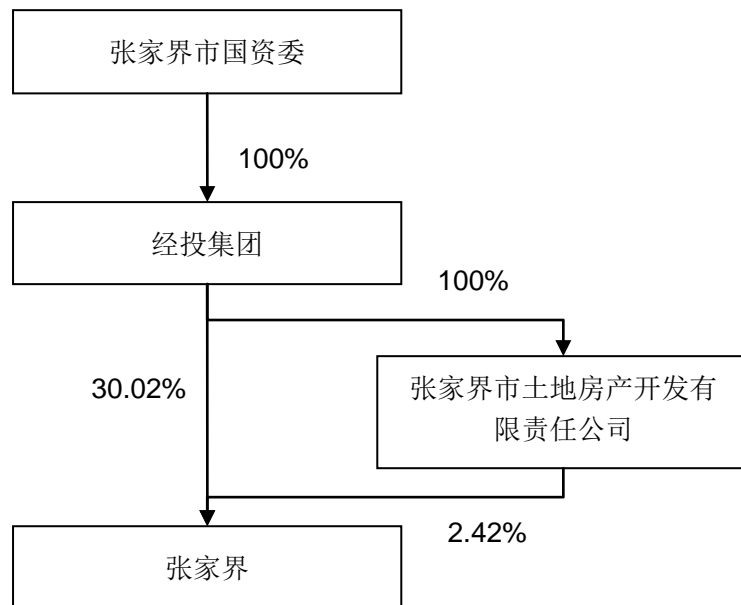 张家界市国资委
100%
经投集团
100%
30.02%
张家界市土地房产开发有
限责任公司
2.42%
张家界